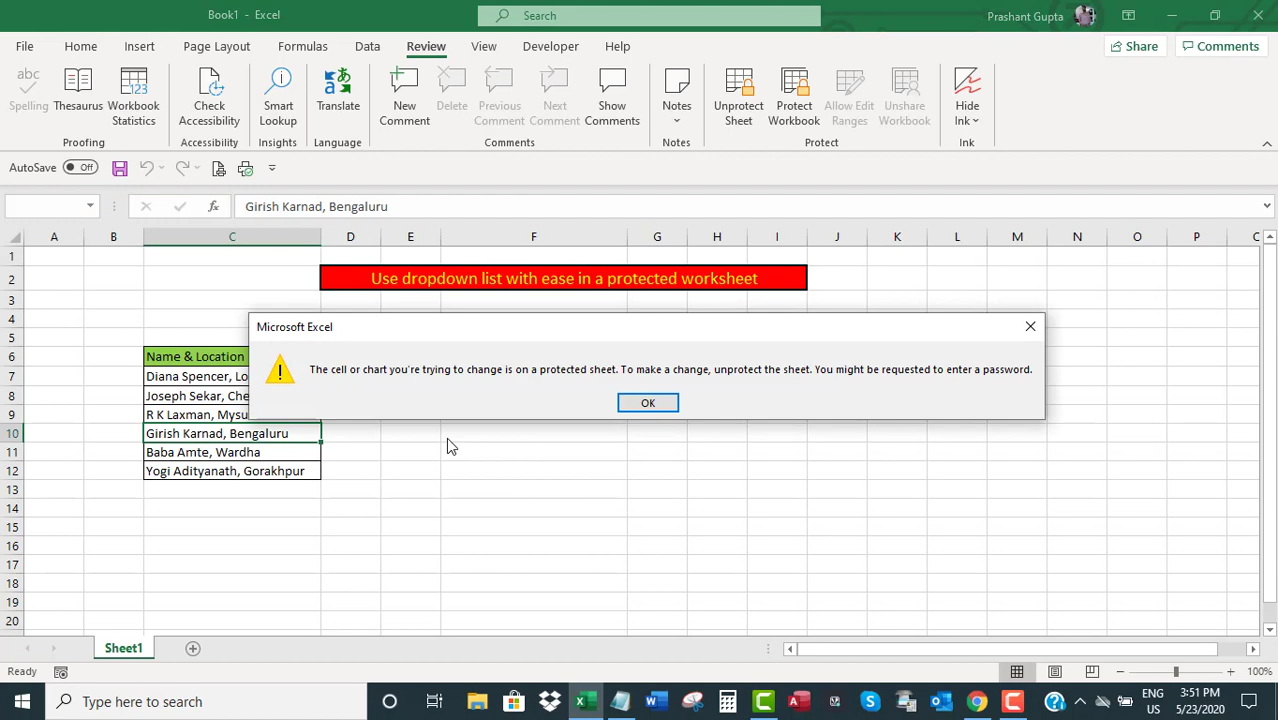 Book1 - Excel
Search
Prashant Gupta
File Home Insert Page Layout Formulas Data Review View Developer Help
Share Comments
abc
Spelling Thesaurus Workbook Statistics
Check Accessibility
Smart Lookup
Translate
New Comment Delete Previous Comment Next Comment Show Comments
Notes
Unprotect Sheet Protect Workbook Allow Edit Ranges Unshare Workbook
Hide Ink
Proofing Accessibility Insights Language Comments Notes Protect Ink
AutoSave Off
fx Girish Karnad, Bengaluru
A B C D E F G H I J K L M N O P
1
2 Use dropdown list with ease in a protected worksheet
3
4
5
Microsoft Excel
The cell or chart you're trying to change is on a protected sheet. To make a change, unprotect the sheet. You might be requested to enter a password.
OK
6 Name & Location
7 Diana Spencer, Lo
8 Joseph Sekar, Che
9 R K Laxman, Mysu
10 Girish Karnad, Bengaluru
11 Baba Amte, Wardha
12 Yogi Adityanath, Gorakhpur
13
14
15
16
17
18
19
20
Sheet1
Ready
100%
Type here to search
ENG 3:51 PM
US 5/23/2020